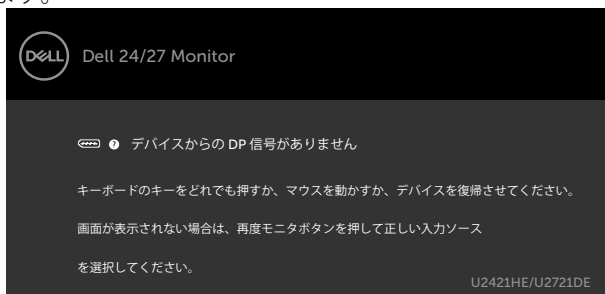 DELL
Dell 24/27 Monitor
デバイスからの DP 信号がありません
キーボードのキーをどれでも押すか、マウスを動かすか、デバイスを復帰させてください。
画面が表示されない場合は、再度モニタボタンを押して正しい入力ソース
を選択してください。
U2421HE/U2721DE